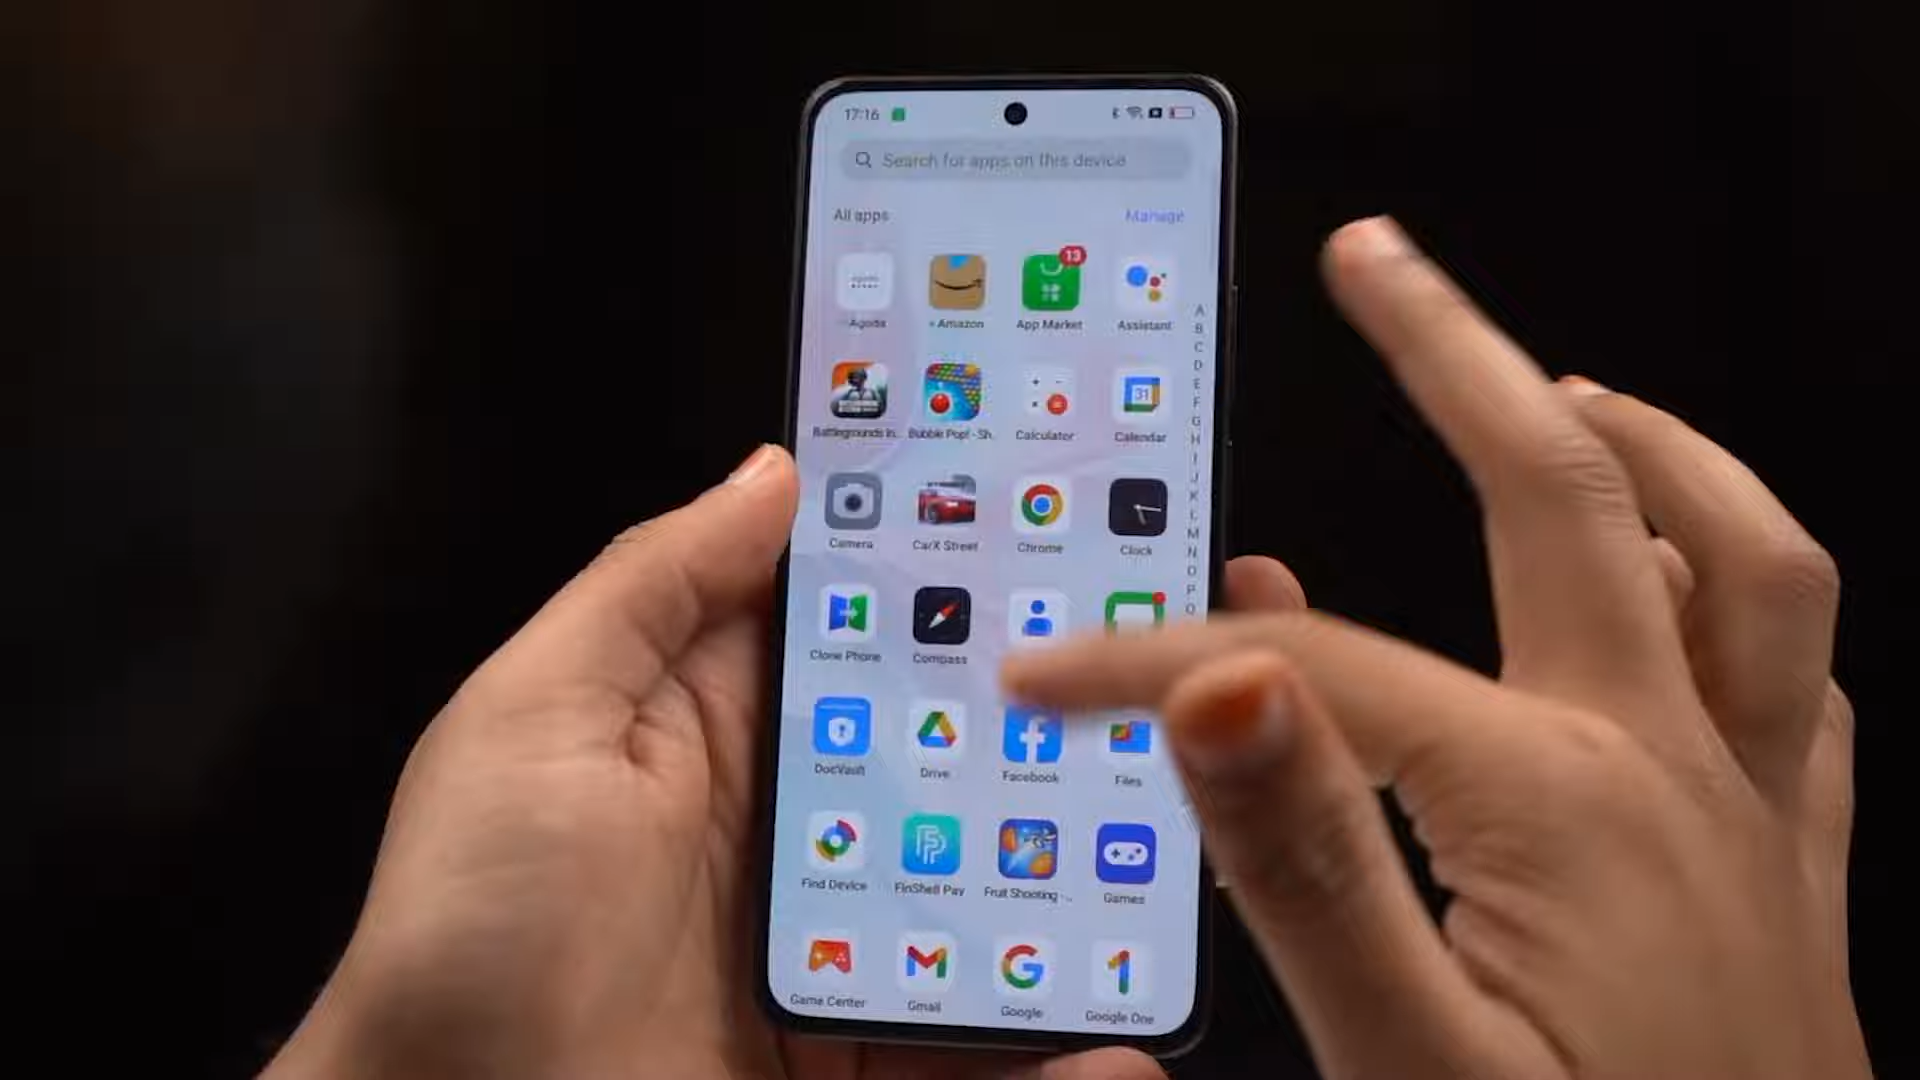 17:16
Search for apps on this device
All apps Manage
13
Agoda Amazon App Market Assistant
31
Battlegrounds In... Bubble Pop! - Sh... Calculator Calendar
Camera CarX Street Chrome Clock
Clone Phone Compass
DocVault Drive Facebook Files
Find Device FinShell Pay Fruit Shooting -... Games
Game Center Gmail Google Google One
A
B
C
D
E
F
G
H
I
J
K
L
M
N
O
P
Q